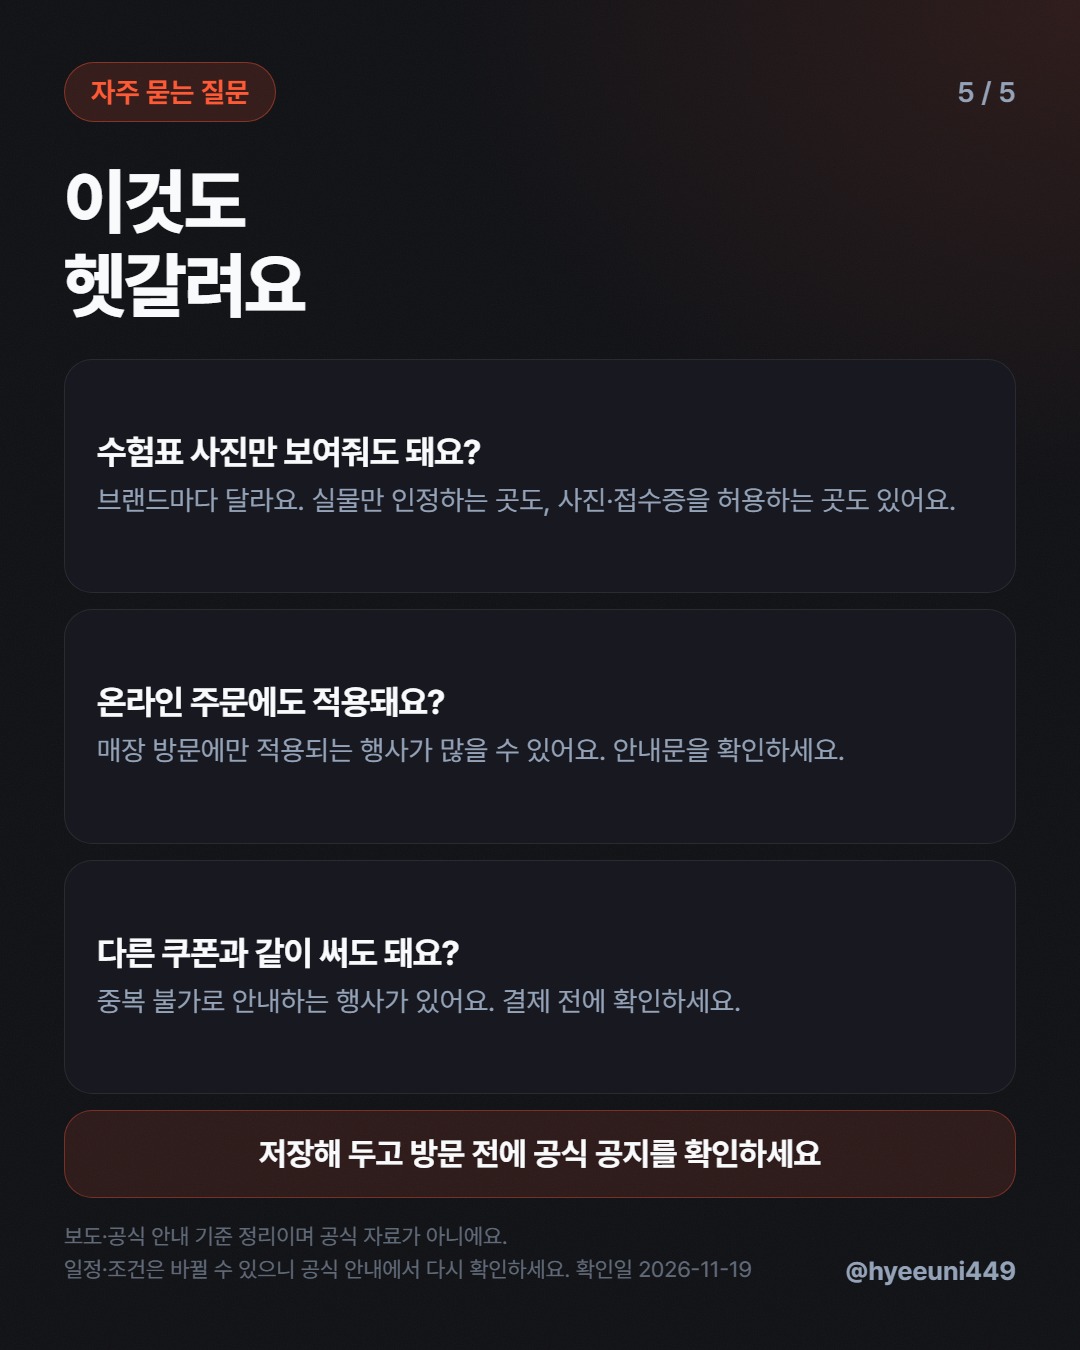 자주 묻는 질문
5 / 5
이것도
헷갈려요
수험표 사진만 보여줘도 돼요?
브랜드마다 달라요. 실물만 인정하는 곳도, 사진·접수증을 허용하는 곳도 있어요.
온라인 주문에도 적용돼요?
매장 방문에만 적용되는 행사가 많을 수 있어요. 안내문을 확인하세요.
다른 쿠폰과 같이 써도 돼요?
중복 불가로 안내하는 행사가 있어요. 결제 전에 확인하세요.
저장해 두고 방문 전에 공식 공지를 확인하세요
보도·공식 안내 기준 정리이며 공식 자료가 아니에요.
일정·조건은 바뀔 수 있으니 공식 안내에서 다시 확인하세요. 확인일 2026-11-19
@hyeeuni449